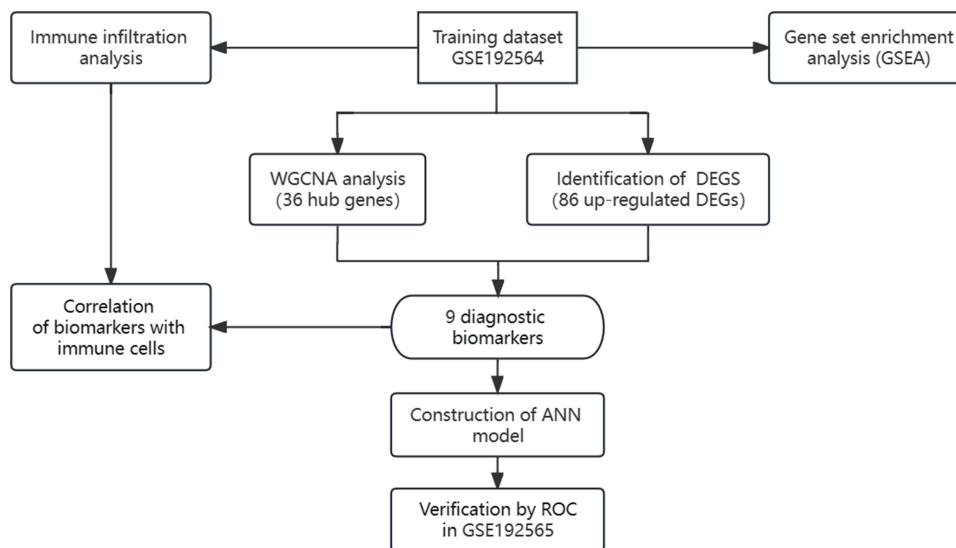 Immune infiltration
analysis
Training dataset
GSE192564
Gene set enrichment
analysis (GSEA)
WGCNA analysis
(36 hub genes)
Identification of DEGS
(86 up-regulated DEGs)
Correlation
of biomarkers with
immune cells
9 diagnostic
biomarkers
Construction of ANN
model
Verification by ROC
in GSE192565